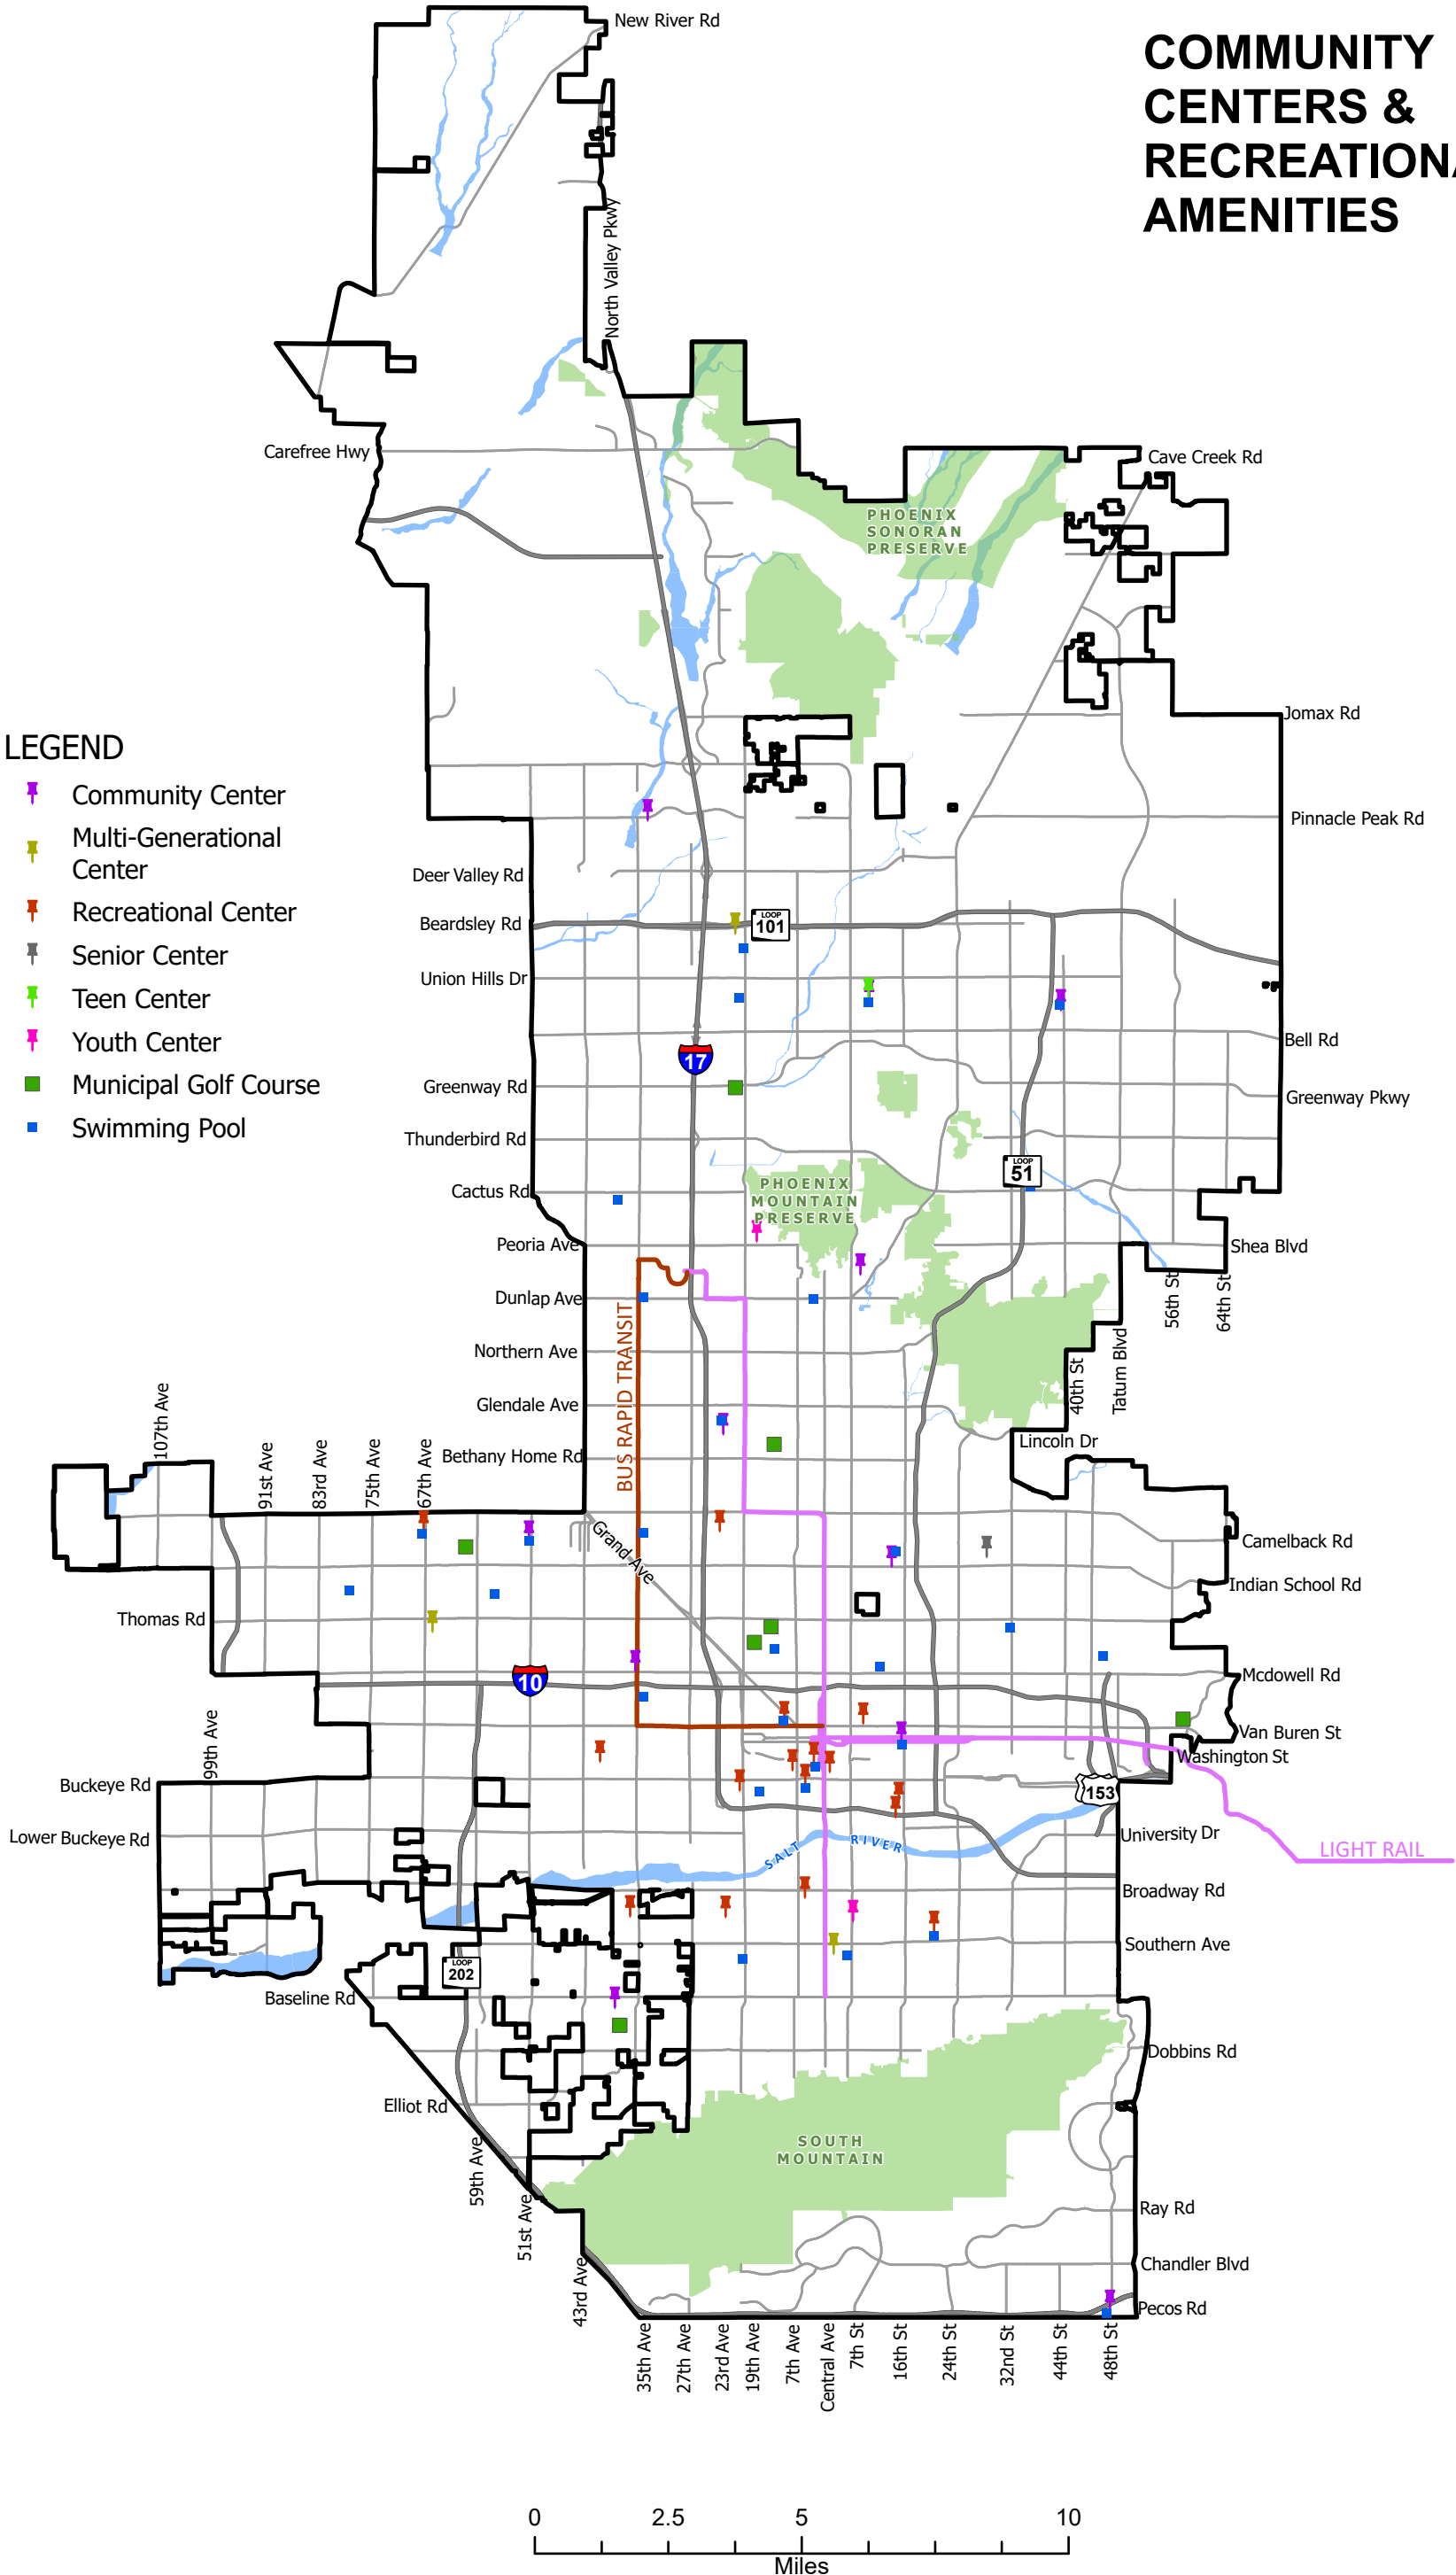 COMMUNITY
CENTERS &
RECREATIONA
AMENITIES
New River Rd
North Valley Pkwy
Carefree Hwy
Cave Creek Rd
PHOENIX
SONORAN
PRESERVE
Jomax Rd
LEGEND
Community Center
Multi-Generational
Center
Recreational Center
Senior Center
Teen Center
Youth Center
Municipal Golf Course
Swimming Pool
Pinnacle Peak Rd
Deer Valley Rd
Beardsley Rd
LOOP
101
Union Hills Dr
Bell Rd
17
Greenway Rd
Greenway Pkwy
Thunderbird Rd
LOOP
51
Cactus Rd
PHOENIX
MOUNTAIN
PRESERVE
Peoria Ave
Shea Blvd
Dunlap Ave
56th St
64th St
BUS RAPID TRANSIT
Northern Ave
40th St
Tatum Blvd
Glendale Ave
107th Ave
91st Ave
83rd Ave
75th Ave
67th Ave
Bethany Home Rd
Lincoln Dr
Grand Ave
Camelback Rd
Indian School Rd
Thomas Rd
10
Mcdowell Rd
99th Ave
Van Buren St
Washington St
Buckeye Rd
153
Lower Buckeye Rd
University Dr
SALT RIVER
LIGHT RAIL
Broadway Rd
Southern Ave
LOOP
202
Baseline Rd
Dobbins Rd
Elliot Rd
SOUTH
MOUNTAIN
59th Ave
51st Ave
43rd Ave
Ray Rd
Chandler Blvd
Pecos Rd
35th Ave
27th Ave
23rd Ave
19th Ave
7th Ave
Central Ave
7th St
16th St
24th St
32nd St
44th St
48th St
0 2.5 5 10
Miles